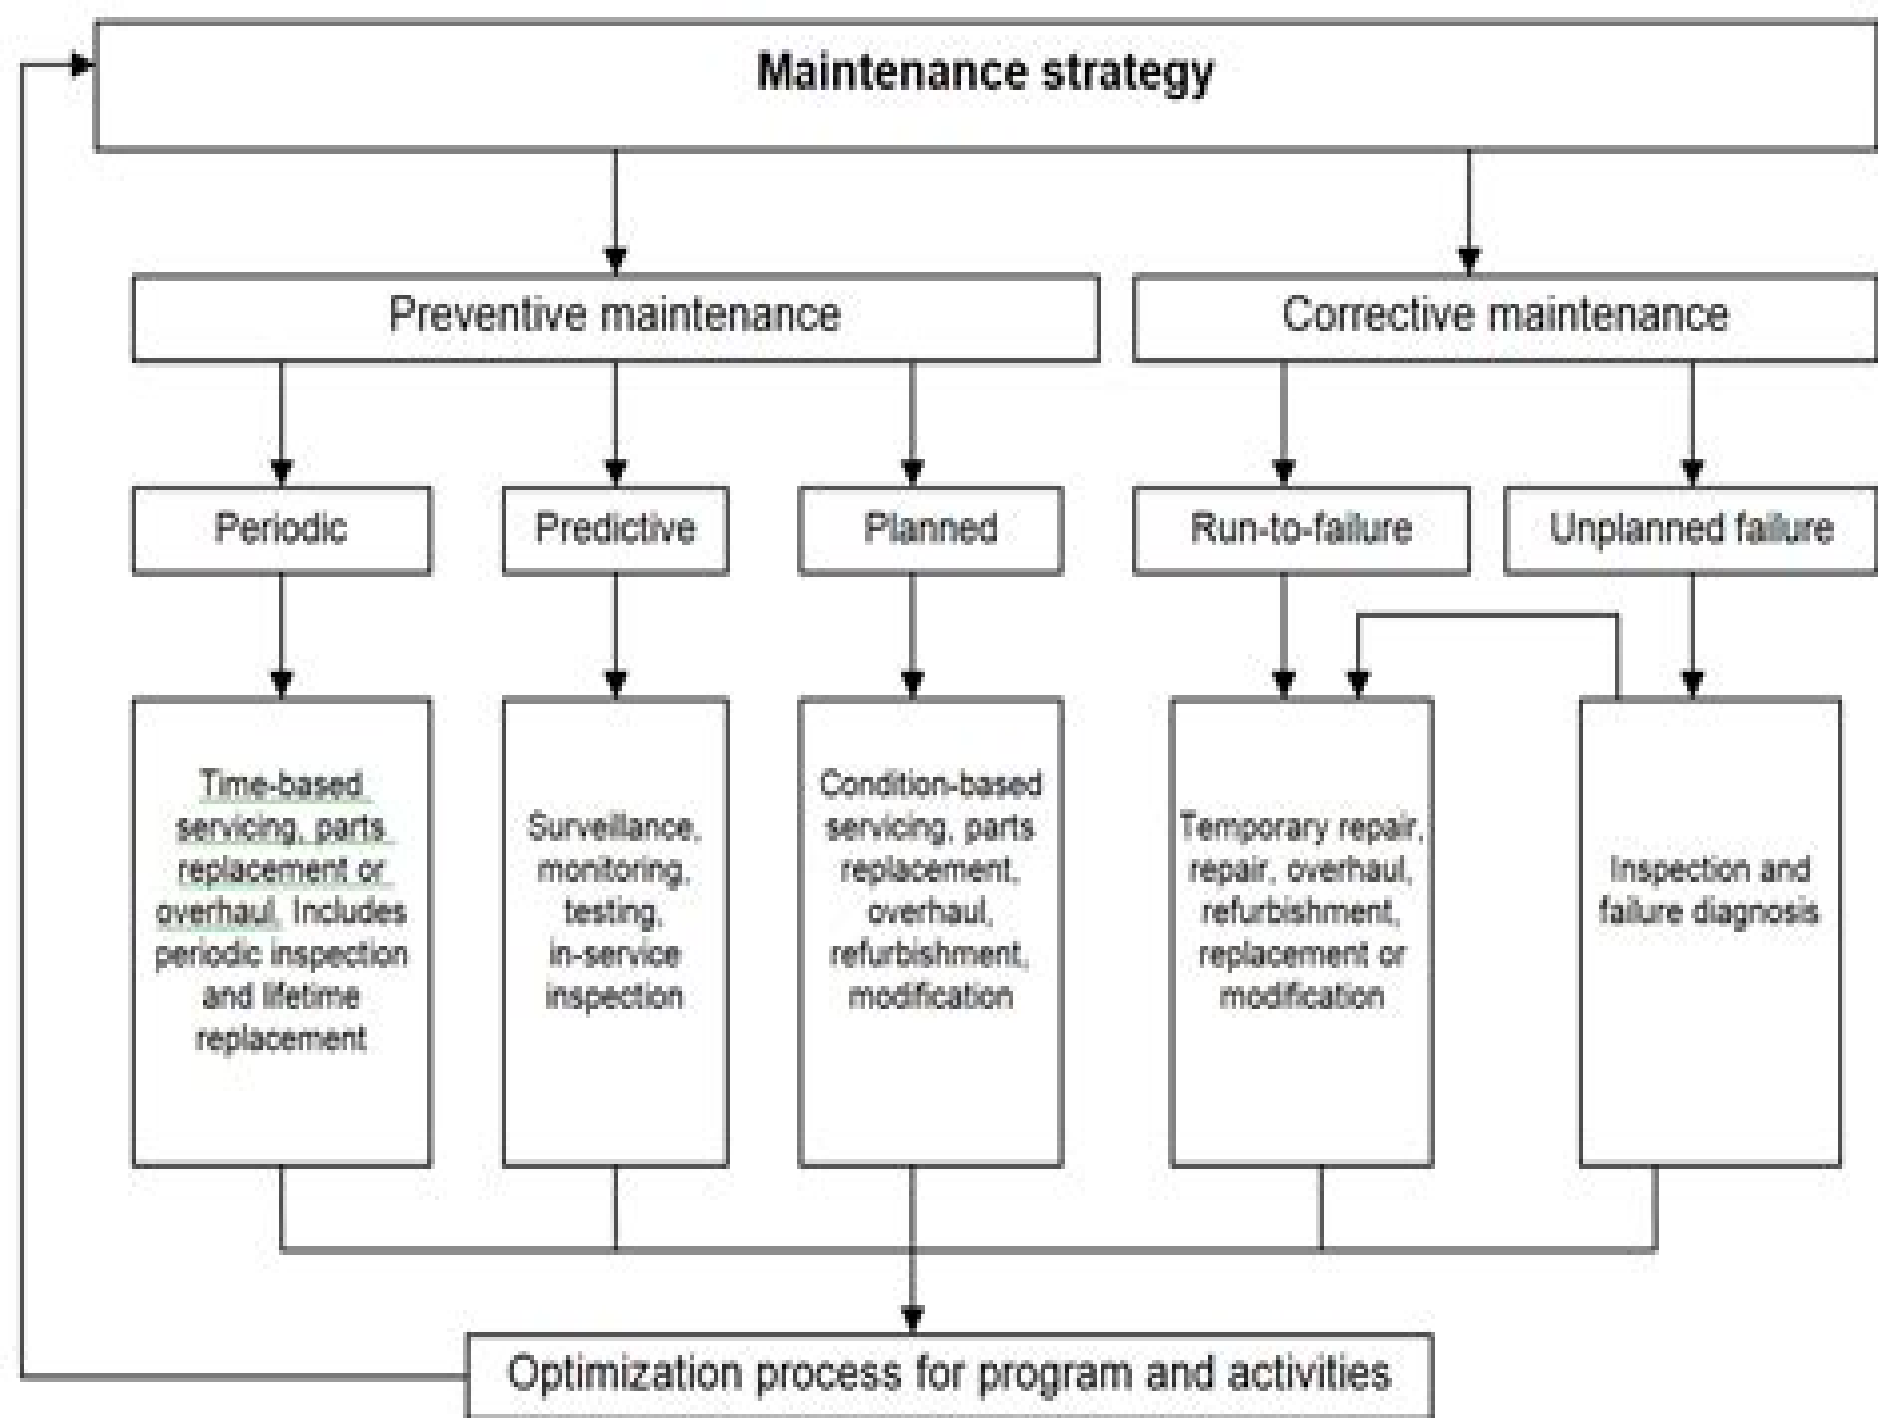 Maintenance strategy
Preventive maintenance
Corrective maintenance
Periodic
Predictive
Planned
Run-to-failure
Unplanned failure
Time-based
servicing, parts
replacement or
overhaul. Includes
periodic inspection
and lifetime
replacement
Surveillance,
monitoring,
testing,
in-service
inspection
Condition-based
servicing, parts
replacement,
overhaul,
refurbishment,
modification
Temporary repair,
repair, overhaul,
refurbishment,
replacement or
modification
Inspection and
failure diagnosis
Optimization process for program and activities